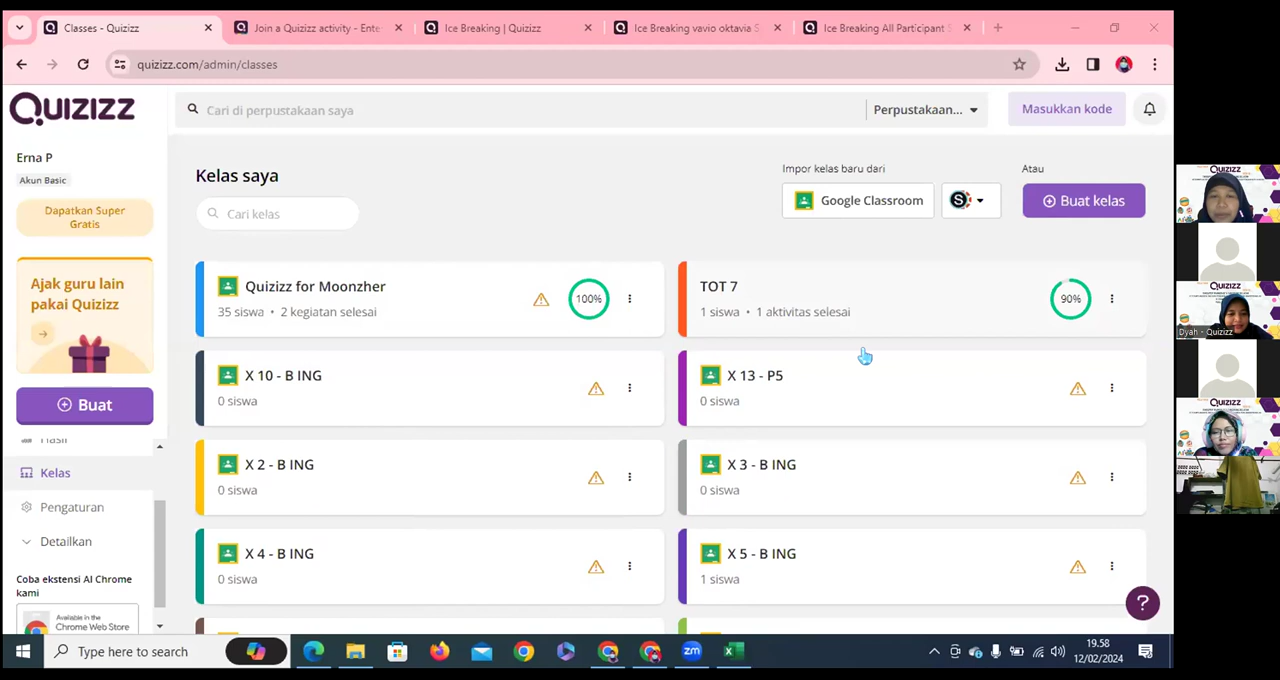 Classes - Quizizz
Join a Quizizz activity - Ente
Ice Breaking | Quizizz
Ice Breaking vavio oktavia S
Ice Breaking All Participant S
quizizz.com/admin/classes
QUIZIZZ
Cari di perpustakaan saya
Perpustakaan...
Masukkan kode
Erna P
Akun Basic
Dapatkan Super
Gratis
Ajak guru lain
pakai Quizizz
Buat
Hasil
Kelas
Pengaturan
Detailkan
Coba ekstensi AI Chrome
kami
Available in the
Chrome Web Store
Kelas saya
Cari kelas
Impor kelas baru dari
Google Classroom
S
Atau
Buat kelas
Quizizz for Moonzher
35 siswa • 2 kegiatan selesai
100%
TOT 7
1 siswa • 1 aktivitas selesai
90%
X 10 - B ING
0 siswa
X 13 - P5
0 siswa
X 2 - B ING
0 siswa
X 3 - B ING
0 siswa
X 4 - B ING
0 siswa
X 5 - B ING
1 siswa
?
QUIZIZZ
QUIZIZZ
Dyah - Quizizz
QUIZIZZ
Type here to search
zm
19.58
12/02/2024